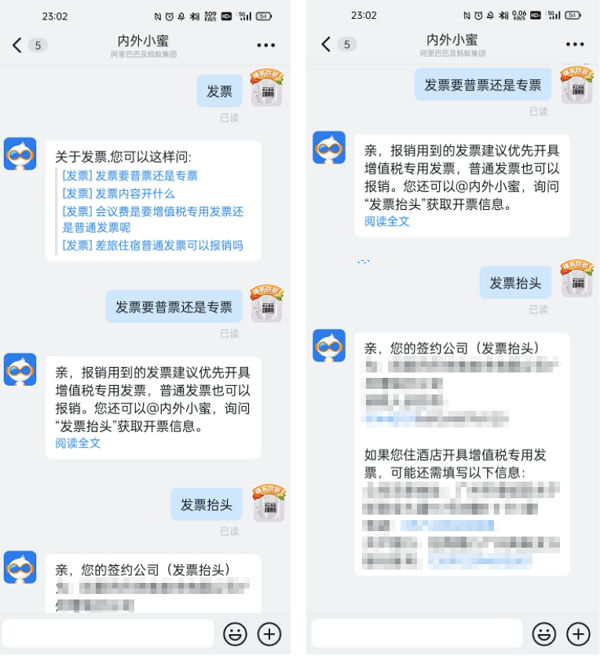 23:02
5
内外小蜜
阿里巴巴及蚂蚁集团
发票
已读
关于发票,您可以这样问:
[发票] 发票要普票还是专票
[发票] 发票内容开什么
[发票] 会议费是要增值税专用发票还
是普通发票呢
[发票] 差旅住宿普通发票可以报销吗
发票要普票还是专票
已读
亲，报销用到的发票建议优先开具
增值税专用发票，普通发票也可以
报销。您还可以@内外小蜜，询问
“发票抬头”获取开票信息。
阅读全文
发票抬头
已读
亲，您的签约公司（发票抬头）
为：
23:02
5
内外小蜜
阿里巴巴及蚂蚁集团
发票要普票还是专票
已读
亲，报销用到的发票建议优先开具
增值税专用发票，普通发票也可以
报销。您还可以@内外小蜜，询问
“发票抬头”获取开票信息。
阅读全文
发票抬头
已读
亲，您的签约公司（发票抬头）
如果您住酒店开具增值税专用发
票，可能还需填写以下信息：